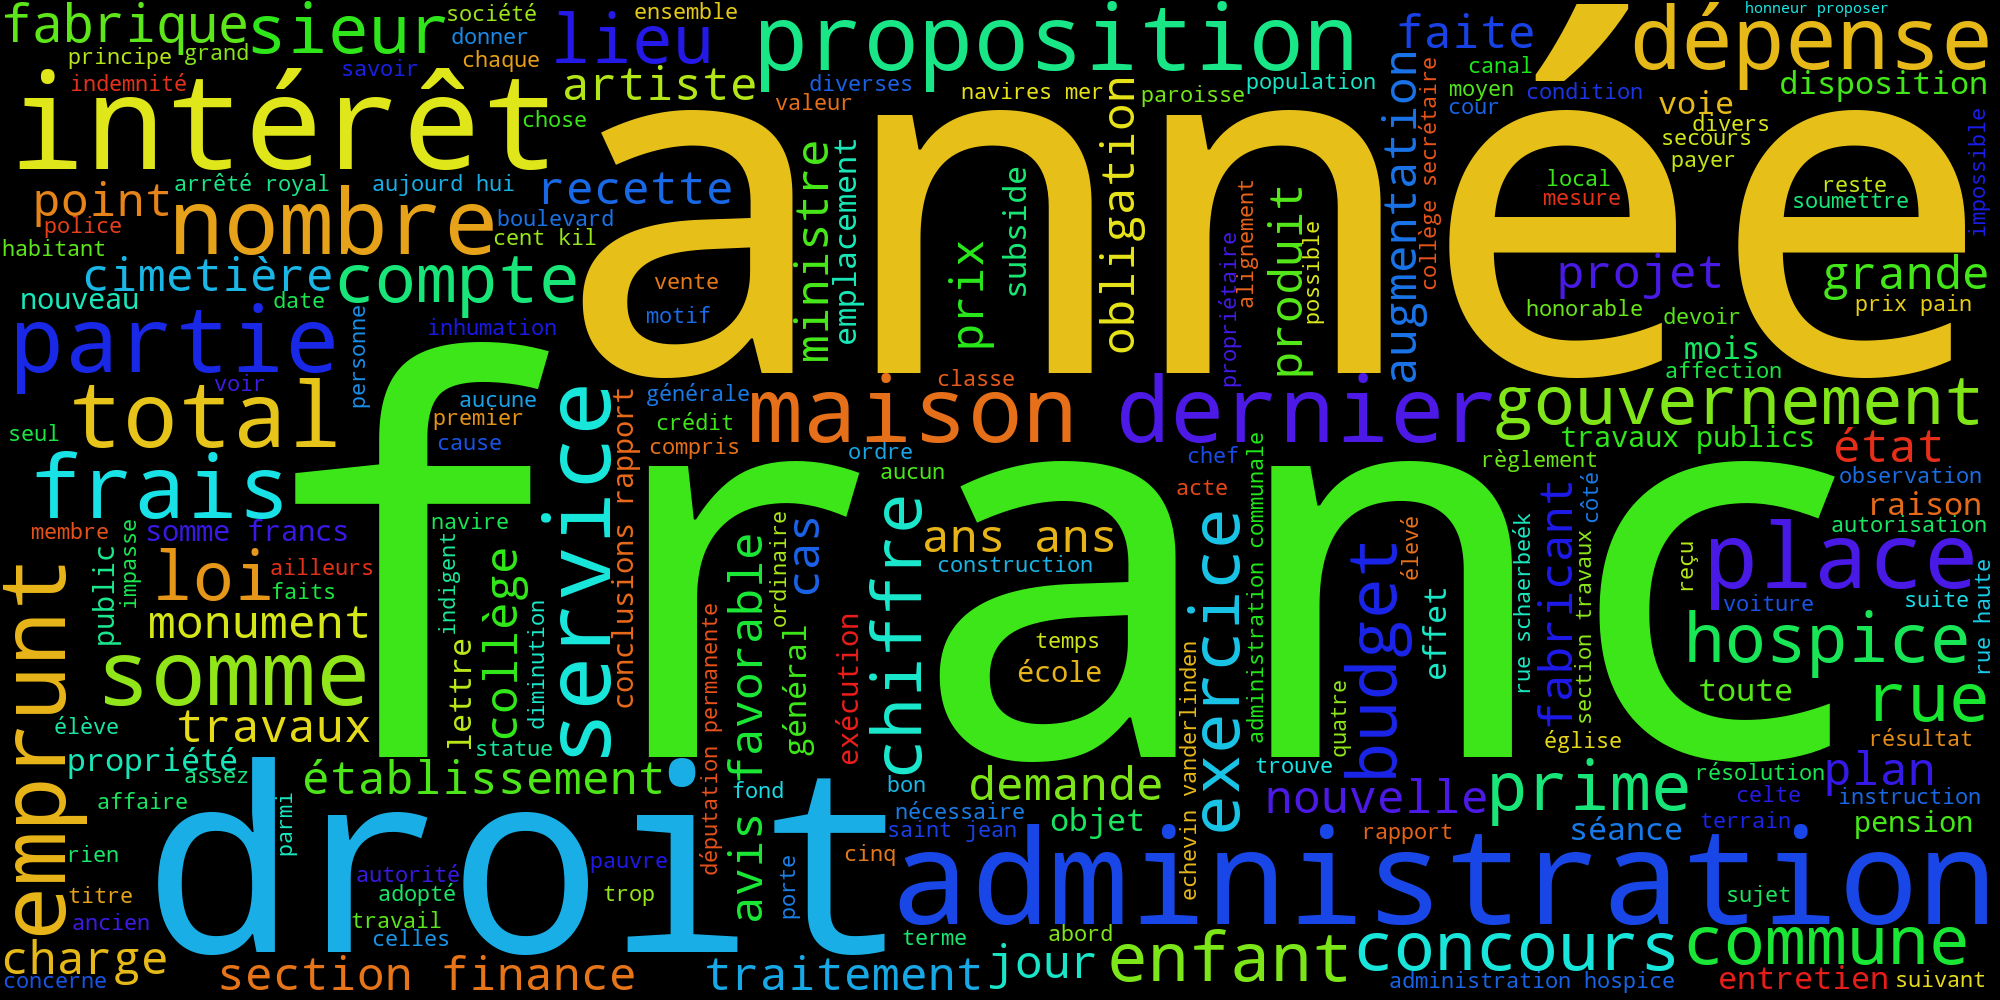 fabrique
sieur
société
ensemble
lieu
proposition
honneur proposer
faite
dépense
principe
grand
donner
chaque
savoir
indemnité
intérêt
artiste
diverses
valeur
navires mer
paroisse
population
canal
moyen
cour
condition
disposition
voie
divers
secours
payer
chose
année
obligation
augmentation
collège secrétaire
impossible
point
arrêté royal
aujourd hui
recette
ministre
emplacement
subside
police
nombre
boulevard
cent kil
habitant
cimetière
compte
vente
motif
prix
propriétaire
alignement
produit
possible
local
mesure
reste
soumettre
projet
grande
honorable
prix pain
nouveau
date
partie
personne
inhumation
devoir
mois
affection
voir
total
seul
aucune
premier
cause
service
conclusions rapport
générale
crédit
compris
classe
maison
dernier
gouvernement
travaux publics
état
ordre
aucun
chef
acte
administration communale
règlement
observation
raison
autorisation
frais
franc
membre
somme francs
navire
public
impasse
loi
ailleurs
faits
monument
indigent
collège
lettre
diminution
avis favorable
ordinaire
cas
général
exécution
chiffre
ans ans
construction
temps
école
exercice
echevin vanderlinden
budget
élevé
effet
quatre
rue schaerbeék
fabricant
section travaux côté
reçu
place
voiture
suite
rue haute
hospice
toute
rue
église
résultat
emprunt
somme
travaux
élève
statue
propriété
assez
établissement
députation permanente
fond
bon
demande
trouve
nouvelle
prime
résolution
plan
affaire
parmi
droit
nécessaire
saint jean
objet
rapport
séance
celte
terrain
instruction
pension
rien
autorité
pauvre
adopté
trop
porte
cinq
administration
sujet
titre
ancien
travail
celles
terme
abord
charge
concerne
section finance
traitement
jour
enfant
concours
commune
administration hospice
entretien
suivant